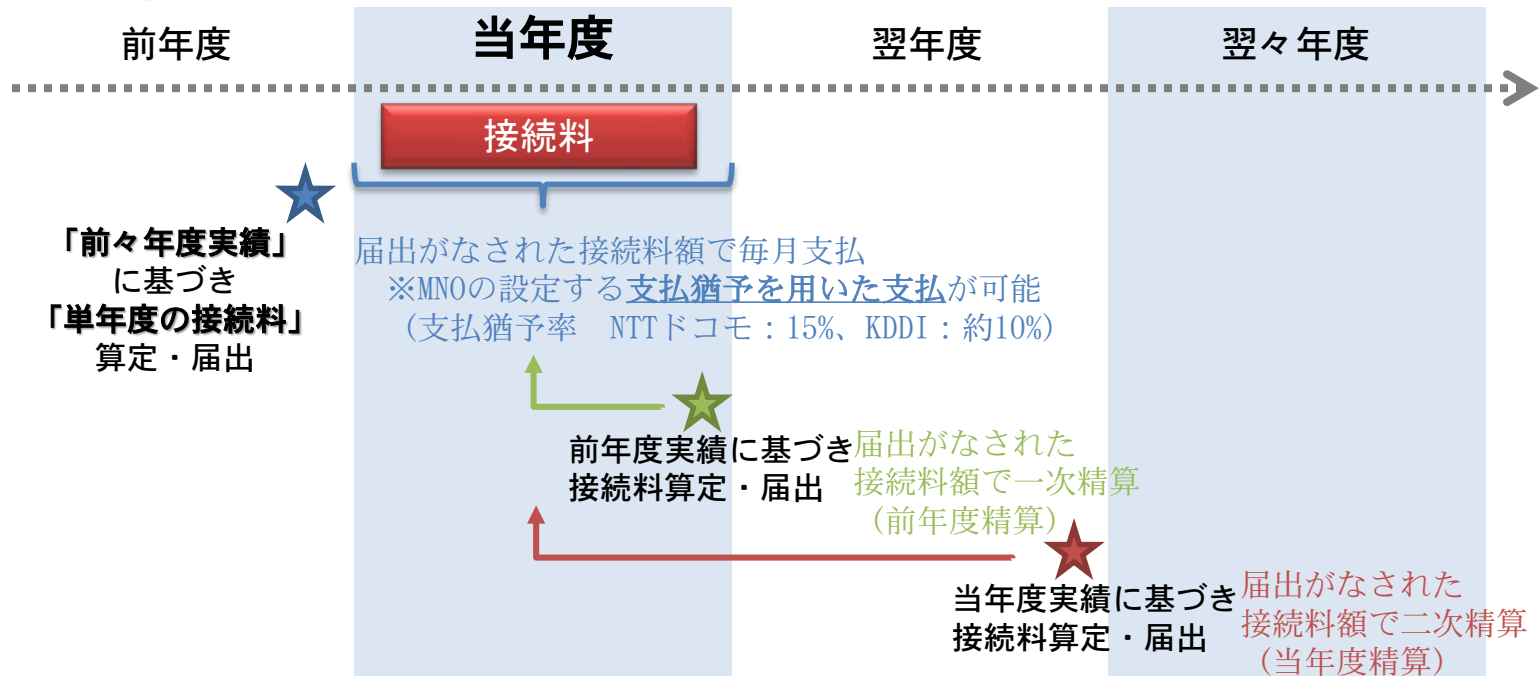 前年度
当年度
翌年度
翌々年度
接続料
「前々年度実績」
に基づき
「単年度の接続料」
算定・届出
届出がなされた接続料額で毎月支払
※MNOの設定する支払猶予を用いた支払が可能
（支払猶予率　NTTドコモ：15%、KDDI：約10%）
前年度実績に基づき
接続料算定・届出
届出がなされた
接続料額で一次精算
（前年度精算）
当年度実績に基づき
接続料算定・届出
届出がなされた
接続料額で二次精算
（当年度精算）